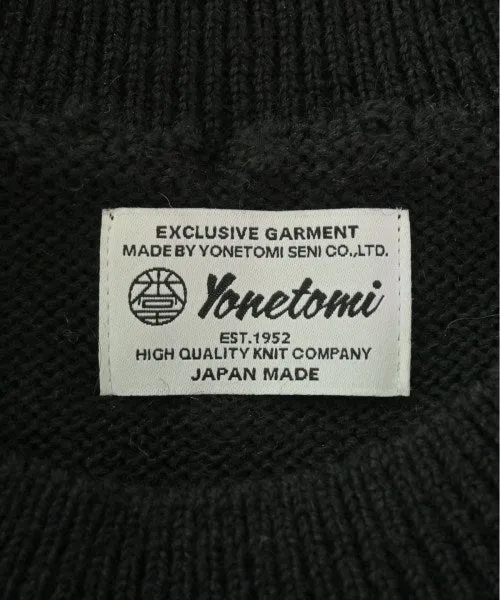 EXCLUSIVE GARMENT
MADE BY YONETOMI SENI CO.,LTD.
Yonetomi
EST.1952
HIGH QUALITY KNIT COMPANY
JAPAN MADE